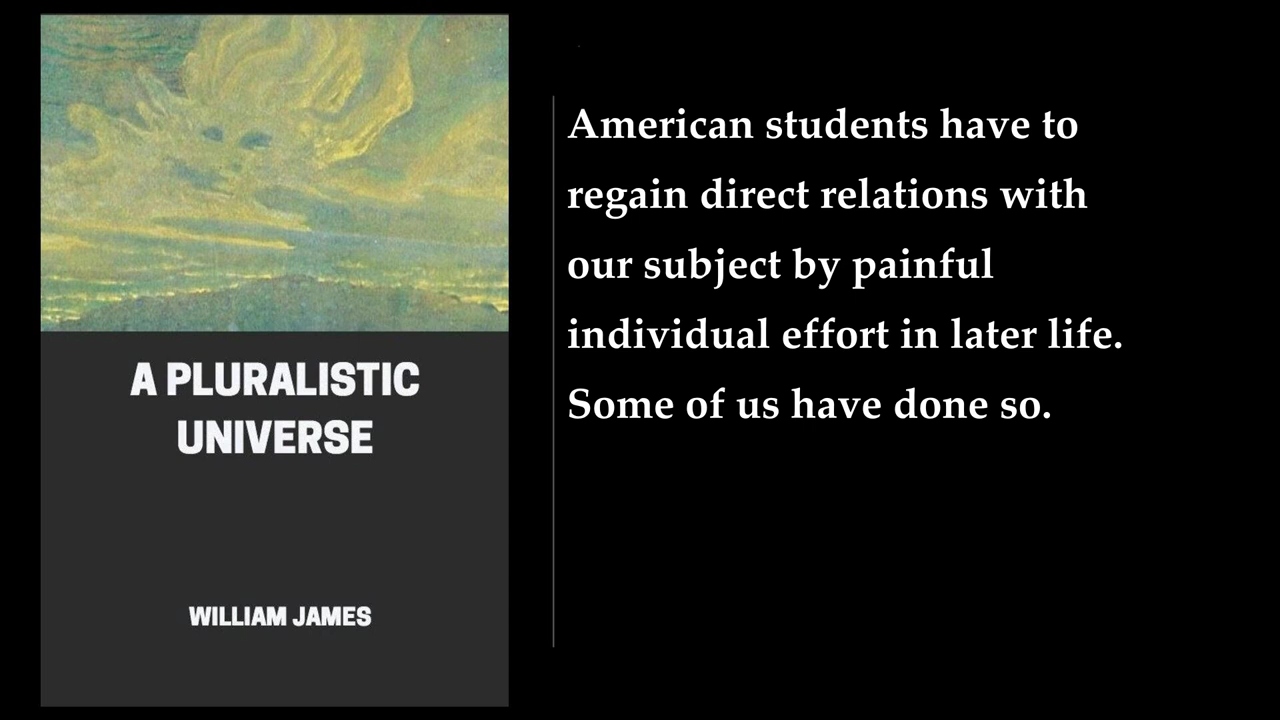 A PLURALISTIC
UNIVERSE
WILLIAM JAMES
American students have to
regain direct relations with
our subject by painful
individual effort in later life.
Some of us have done so.